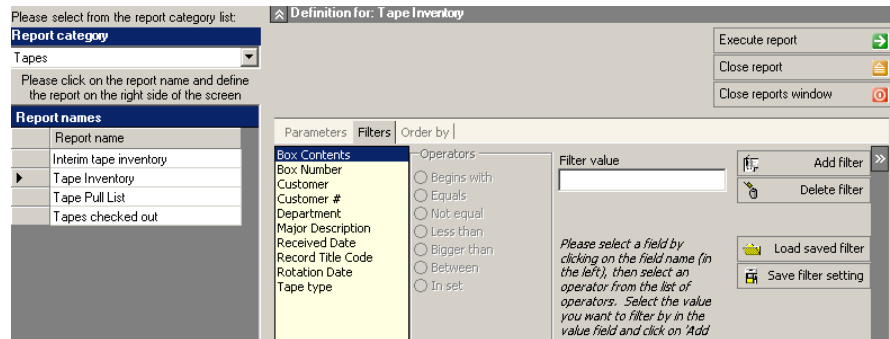 Please select from the report category list:
Report category
Tapes
Please click on the report name and define
the report on the right side of the screen
Report names
Report name
Interim tape inventory
Tape Inventory
Tape Pull List
Tapes checked out
Definition for: Tape Inventory
Execute report
Close report
Close reports window
Parameters Filters Order by
Box Contents
Box Number
Customer
Customer #
Department
Major Description
Received Date
Record Title Code
Rotation Date
Tape type
Operators
Begins with
Equals
Not equal
Less than
Bigger than
Between
In set
Filter value
Please select a field by
clicking on the field name (in
the left), then select an
operator from the list of
operators. Select the value
you want to filter by in the
value field and click on 'Add
Add filter
Delete filter
Load saved filter
Save filter setting